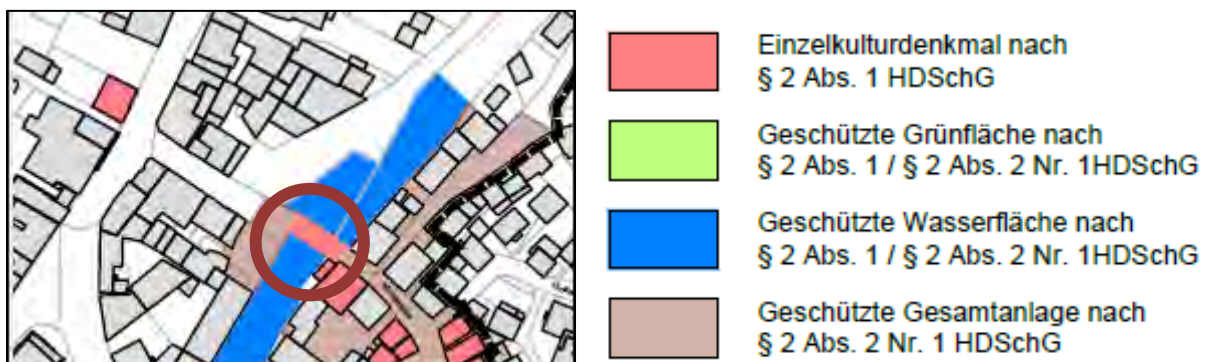 Einzelkulturdenkmal nach
§ 2 Abs. 1 HDSchG
Geschützte Grünfläche nach
§ 2 Abs. 1 / § 2 Abs. 2 Nr. 1HDSchG
Geschützte Wasserfläche nach
§ 2 Abs. 1 / § 2 Abs. 2 Nr. 1HDSchG
Geschützte Gesamtanlage nach
§ 2 Abs. 2 Nr. 1 HDSchG